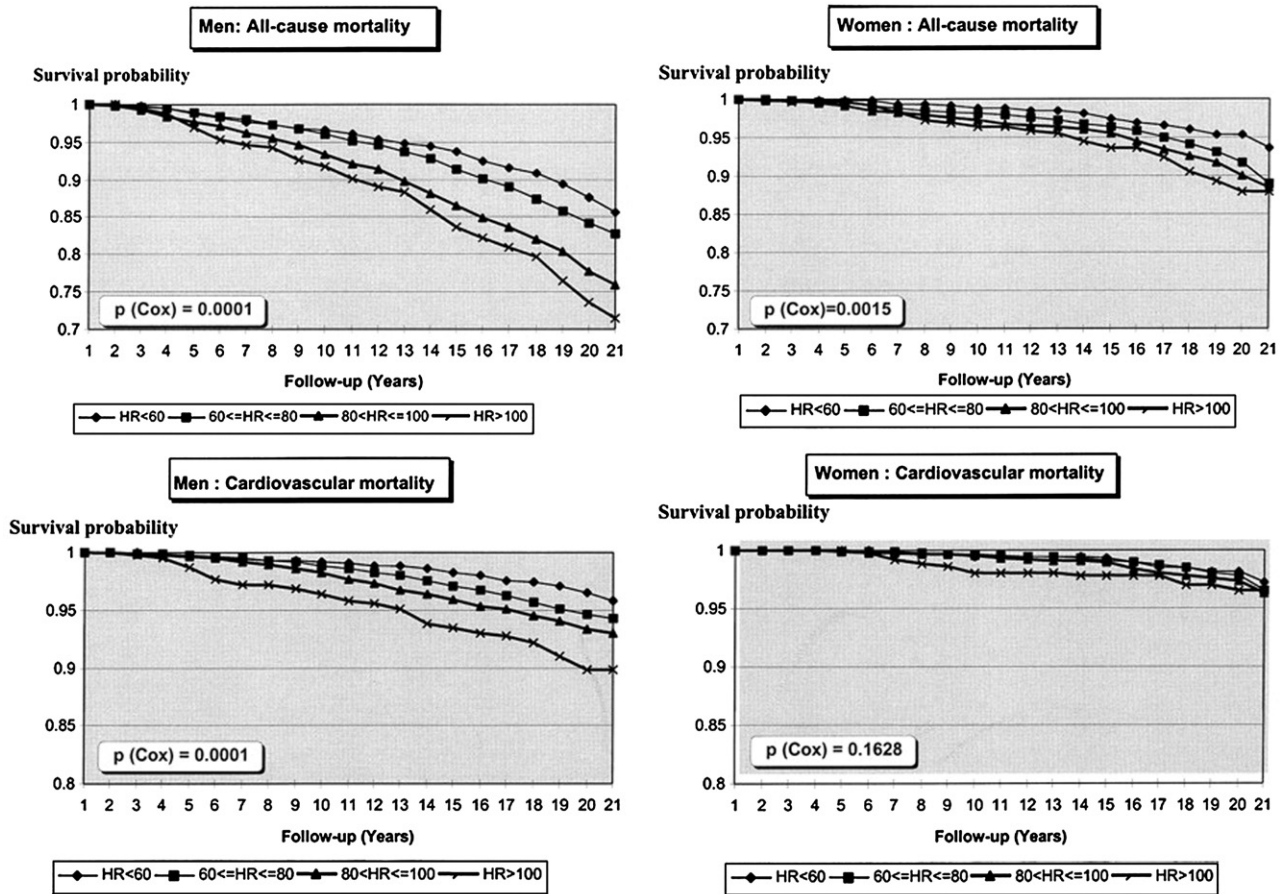 Men: All-cause mortality
Survival probability
1
0.95
0.9
0.85
0.8
0.75
0.7
p (Cox) = 0.0001
1 2 3 4 5 6 7 8 9 10 11 12 13 14 15 16 17 18 19 20 21
Follow-up (Years)
HR<60 60<=HR<=80 80<HR<=100 HR>100
Women : All-cause mortality
Survival probability
1
0.95
0.9
0.85
0.8
0.75
0.7
p (Cox)=0.0015
1 2 3 4 5 6 7 8 9 10 11 12 13 14 15 16 17 18 19 20 21
Follow-up (Years)
HR<60 60<=HR<=80 80<HR<=100 HR>100
Men : Cardiovascular mortality
Survival probability
1
0.95
0.9
0.85
0.8
p (Cox) = 0.0001
1 2 3 4 5 6 7 8 9 10 11 12 13 14 15 16 17 18 19 20 21
Follow-up (Years)
HR<60 60<=HR<=80 80<HR<=100 HR>100
Women : Cardiovascular mortality
Survival probability
1
0.95
0.9
0.85
0.8
p (Cox) = 0.1628
1 2 3 4 5 6 7 8 9 10 11 12 13 14 15 16 17 18 19 20 21
Follow-up (Years)
HR<60 60<=HR<=80 80<HR<=100 HR>100